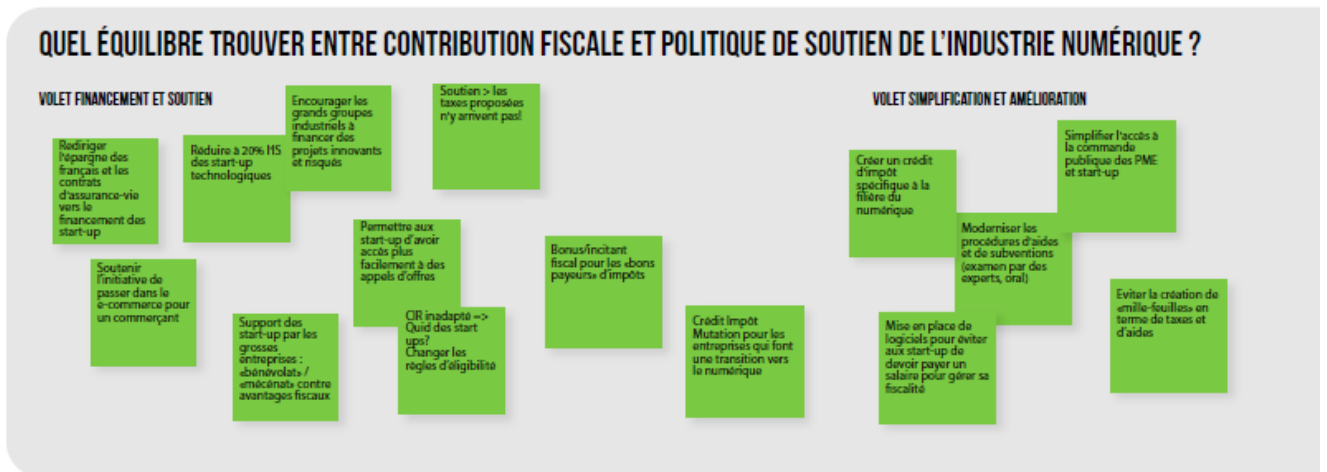 QUEL ÉQUILIBRE TROUVER ENTRE CONTRIBUTION FISCALE ET POLITIQUE DE SOUTIEN DE L'INDUSTRIE NUMÉRIQUE ?
VOLET FINANCEMENT ET SOUTIEN
Rediriger
l'épargne des
français et les
contrats
d'assurance-vie
vers le
financement des
start-up
Réduire à 20% l'IS
des start-up
technologiques
Encourager les
grands groupes
industriels à
financer des
projets innovants
et risqués
Soutien > les
taxes proposées
n'y arrivent pas!
Soutenir
l'initiative de
passer dans le
e-commerce pour
un commerçant
Support des
start-up par les
grosses
entreprises :
«bénévolat» /
«mécénat» contre
avantages fiscaux
Permettre aux
start-up d'avoir
accès plus
facilement à des
appels d'offres
CIR inadapté =>
Quid des start
ups?
Changer les
règles d'éligibilité
Bonus/incitant
fiscal pour les «bons
payeurs» d'impôts
Crédit Impôt
Mutation pour les
entreprises qui font
une transition vers
le numérique
VOLET SIMPLIFICATION ET AMÉLIORATION
Créer un crédit
d'impôt
spécifique à la
filière du
numérique
Simplifier l'accès à
la commande
publique des PME
et start-up
Moderniser les
procédures d'aides
et de subventions
(examen par des
experts, oral)
Mise en place de
logiciels pour éviter
aux start-up de
devoir payer un
salaire pour gérer sa
fiscalité
Eviter la création de
«mille-feuilles» en
terme de taxes et
d'aides